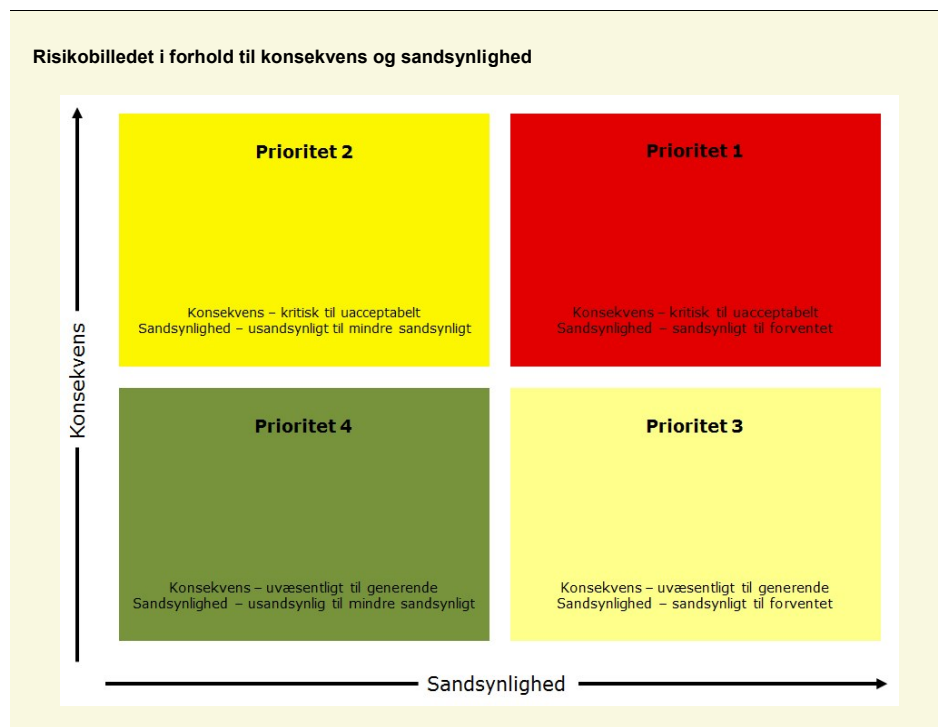 Risikobilledet i forhold til konsekvens og sandsynlighed
Konsekvens
Prioritet 2
Konsekvens – kritisk til uacceptabelt
Sandsynlighed – usandsynligt til mindre sandsynligt
Prioritet 1
Konsekvens – kritisk til uacceptabelt
Sandsynlighed – sandsynligt til forventet
Prioritet 4
Konsekvens – uvæsentligt til generende
Sandsynlighed – usandsynlig til mindre sandsynligt
Prioritet 3
Konsekvens – uvæsentligt til generende
Sandsynlighed – sandsynligt til forventet
Sandsynlighed